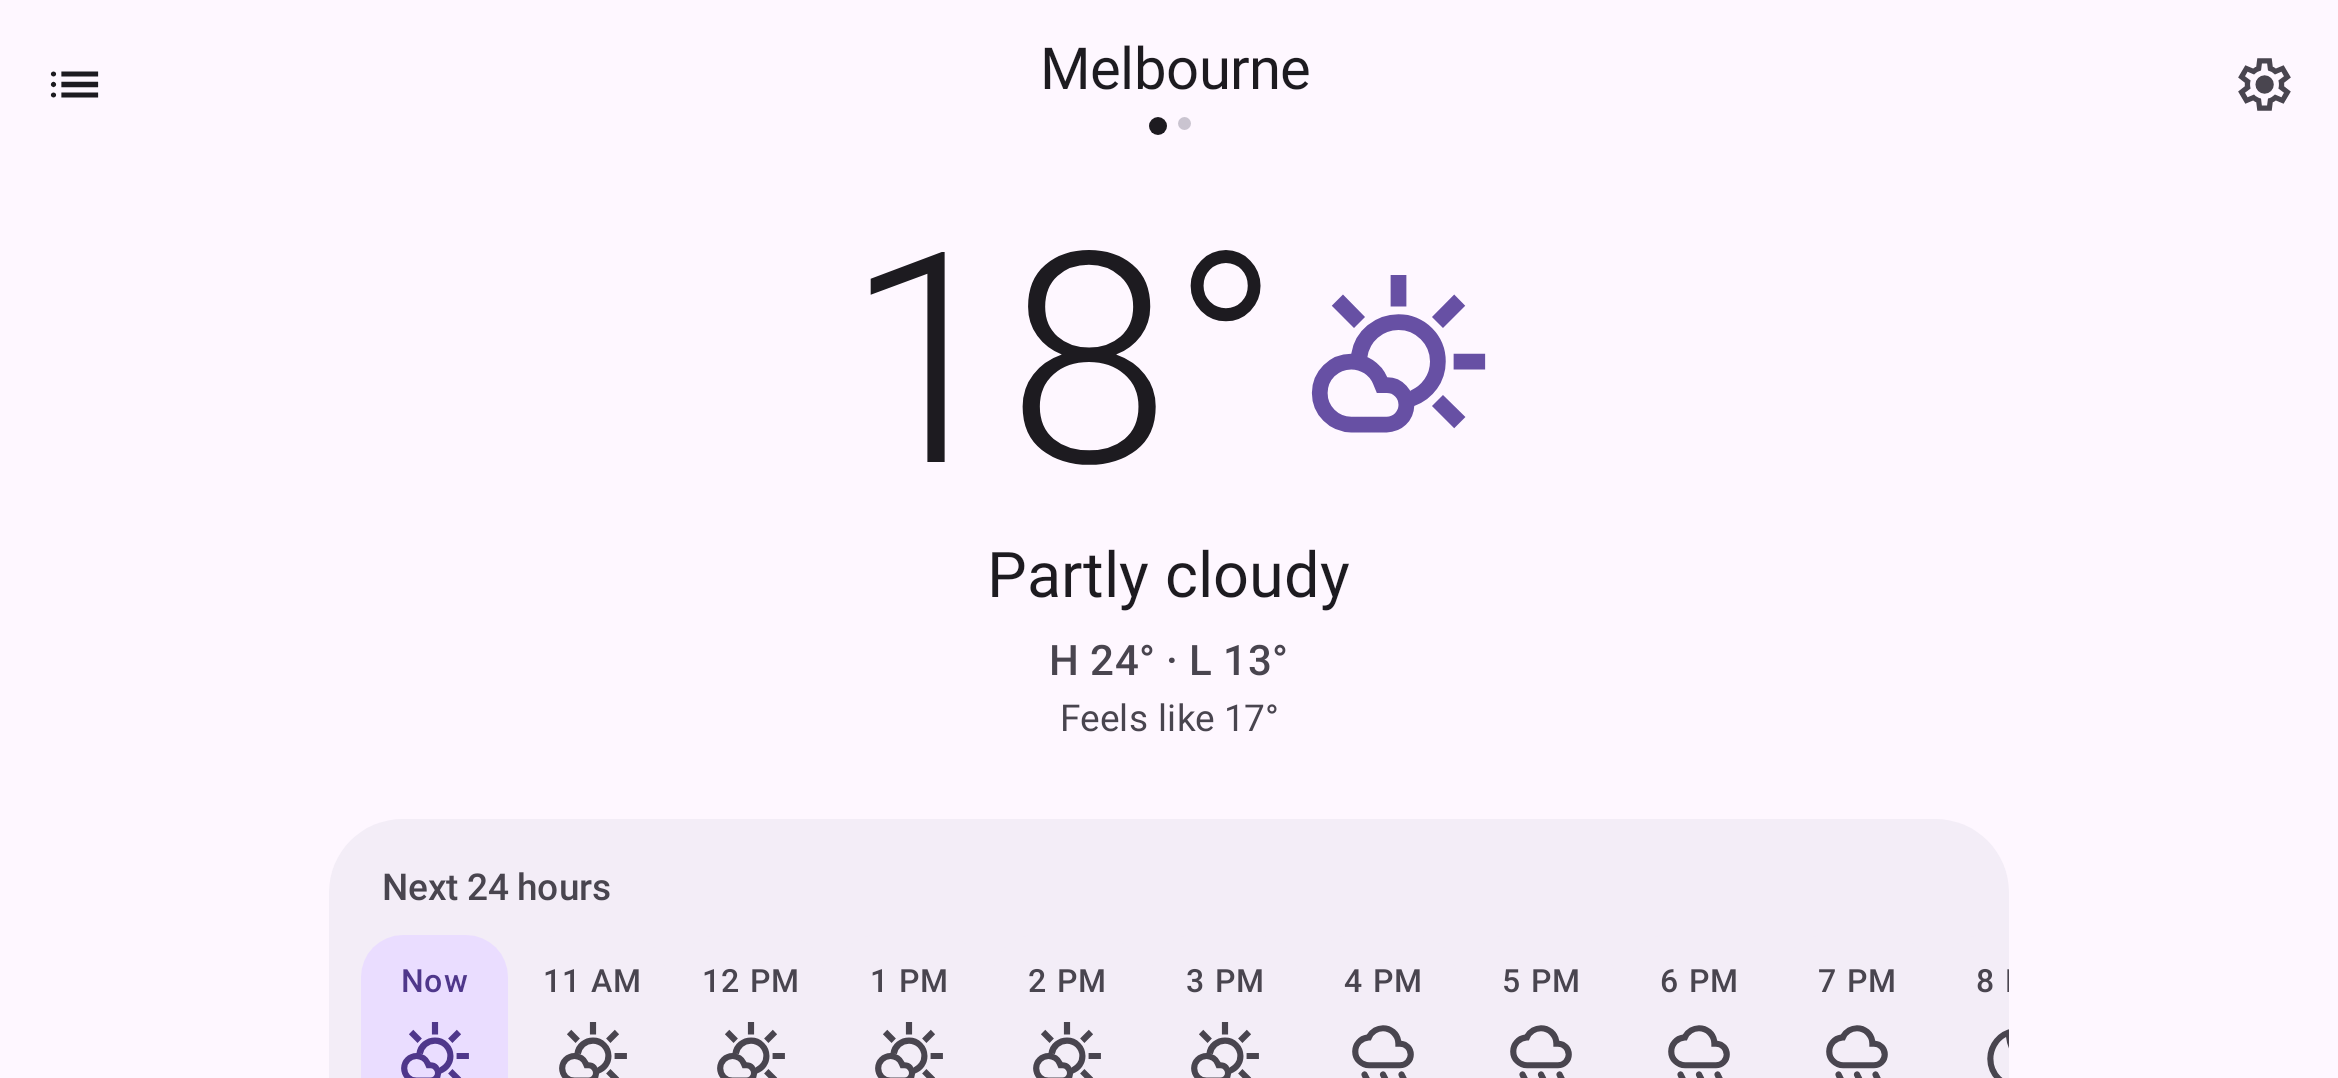 Melbourne
18°
Partly cloudy
H 24° · L 13°
Feels like 17°
Next 24 hours
Now 11 AM 12 PM 1 PM 2 PM 3 PM 4 PM 5 PM 6 PM 7 PM 8